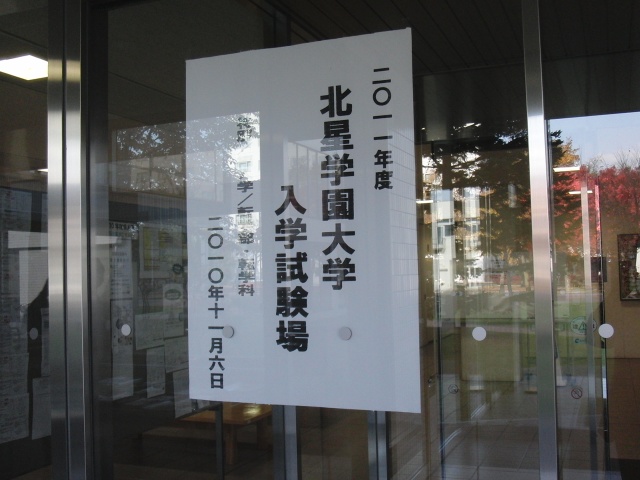 二〇一一年度
北星学園大学
入学試験場
二〇一〇年十一月六日